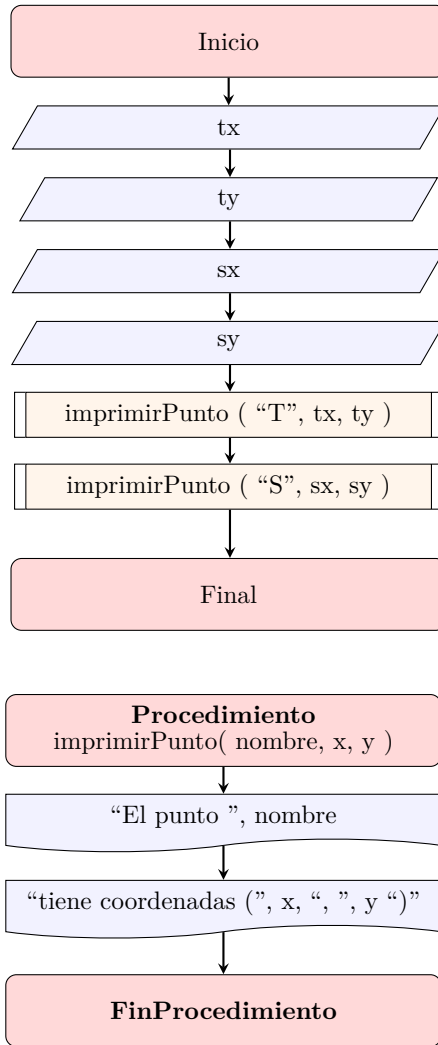 Inicio
tx
ty
sx
sy
imprimirPunto ( “T”, tx, ty )
imprimirPunto ( “S”, sx, sy )
Final
Procedimiento
imprimirPunto( nombre, x, y )
“El punto ”, nombre
“tiene coordenadas (”, x, “, ”, y “)”
FinProcedimiento